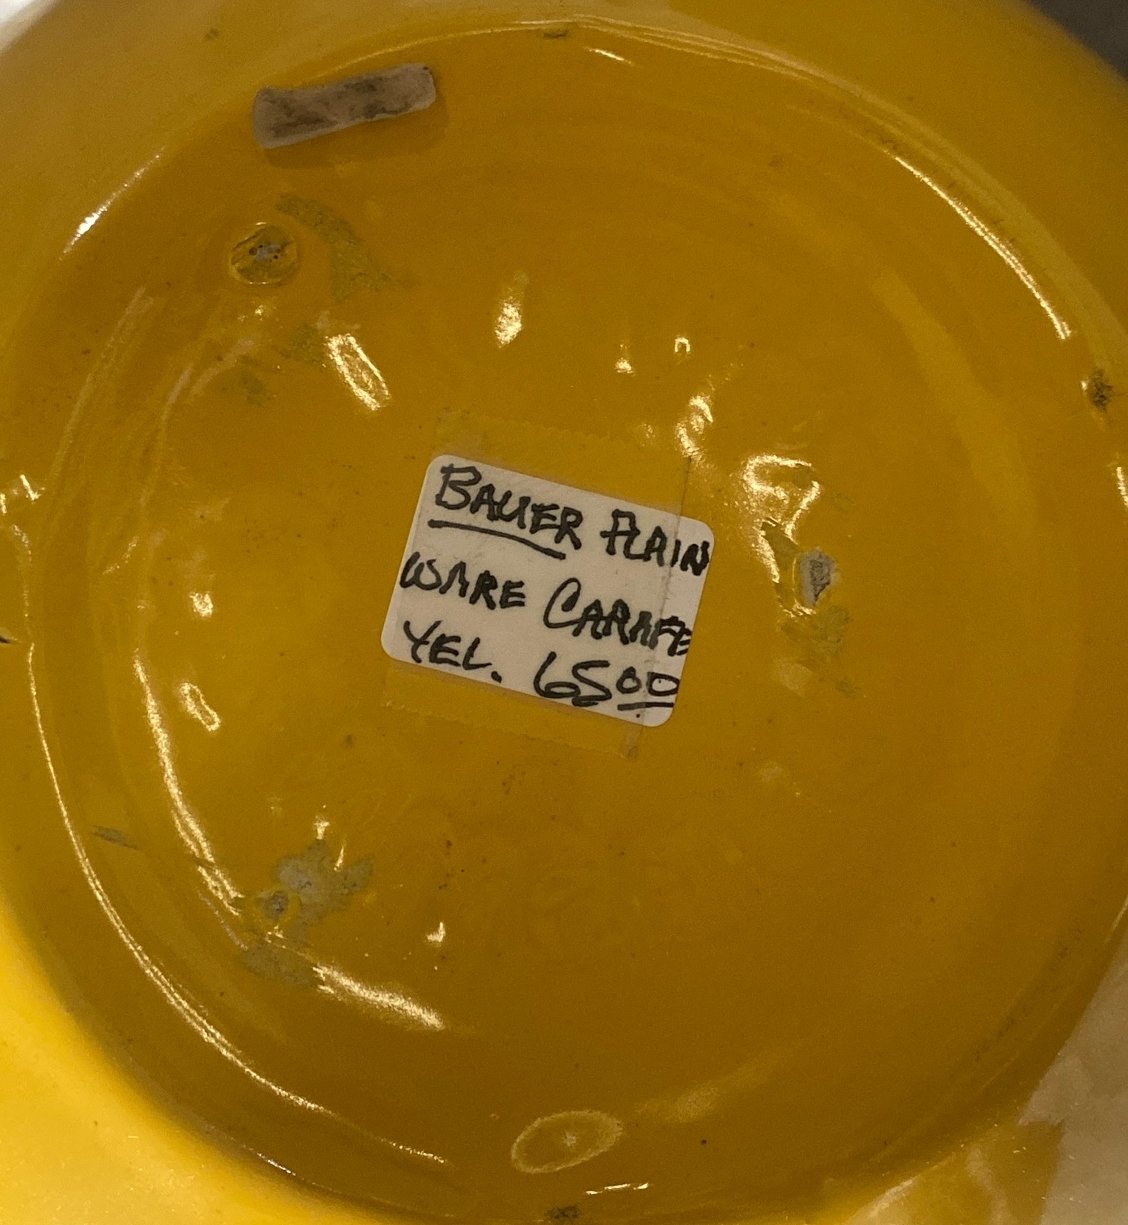 BAUER PLAIN
WARE CARAFE
YEL. 6500